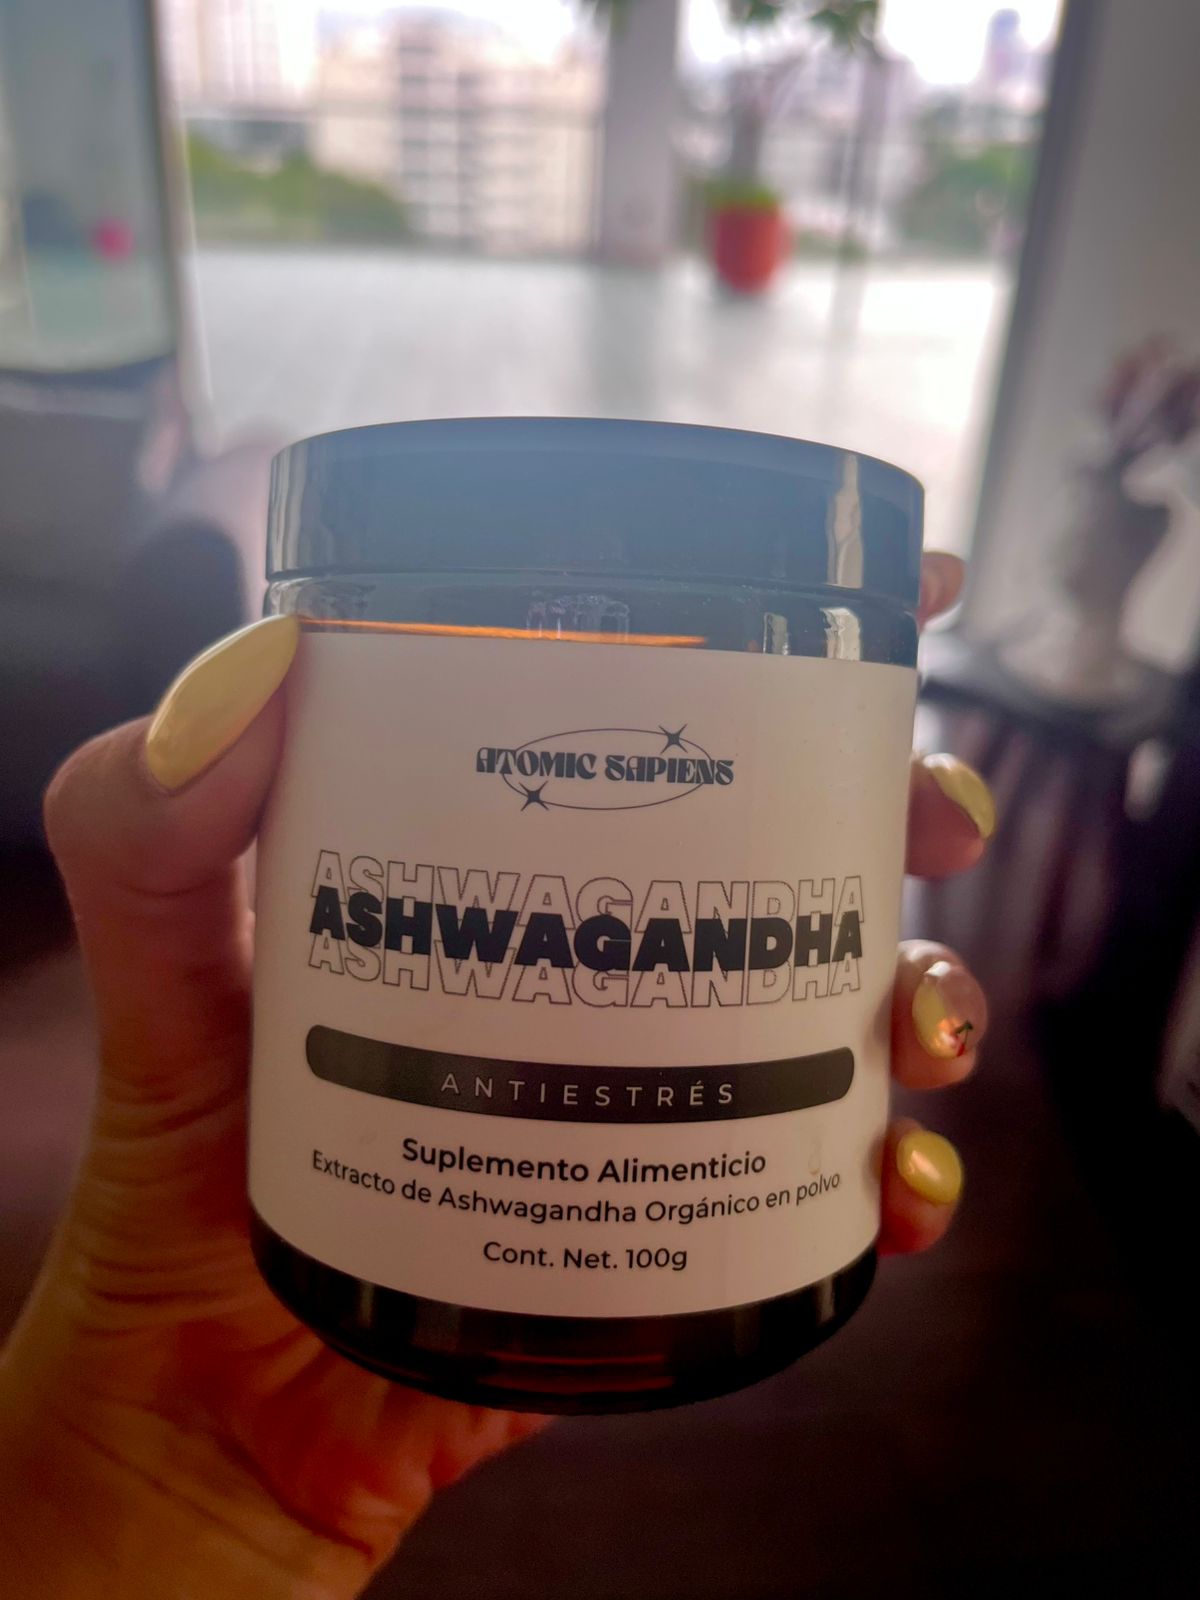 ATOMIC SAPIENS
ASHWAGANDHA
ASHWAGANDHA
ASHWAGANDHA
ANTIESTRÉS
Suplemento Alimenticio
Extracto de Ashwagandha Orgánico en polvo
Cont. Net. 100g